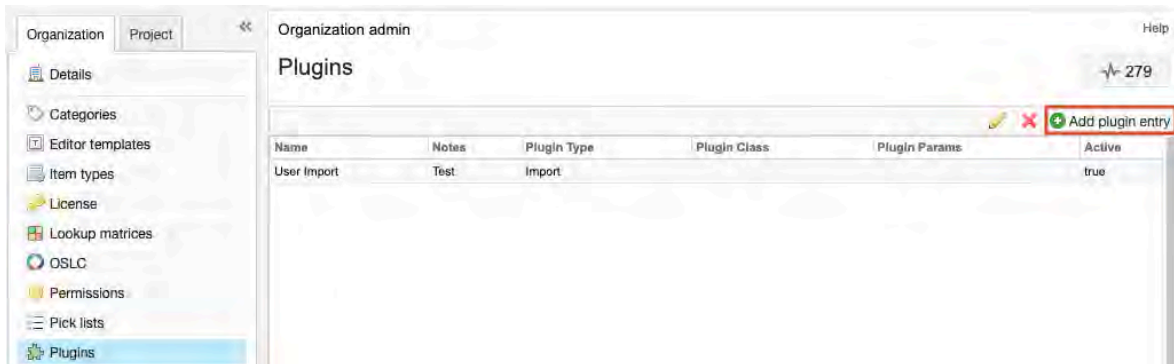 Organization Project
Details
Categories
Editor templates
Item types
License
Lookup matrices
OSLC
Permissions
Pick lists
Plugins
Organization admin Help
Plugins 279
Add plugin entry
Name Notes Plugin Type Plugin Class Plugin Params Active
User Import Test Import true